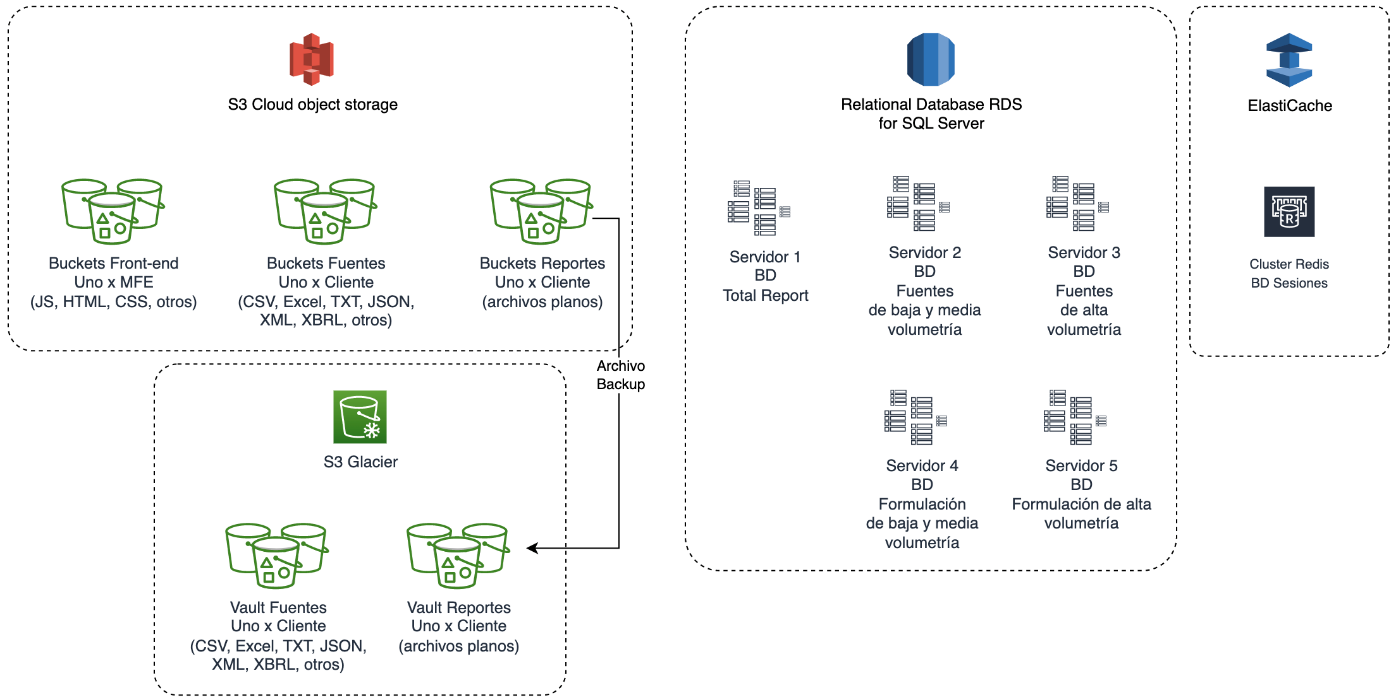 S3 Cloud object storage
Buckets Front-end
Uno x MFE
(JS, HTML, CSS, otros)
Buckets Fuentes
Uno x Cliente
(CSV, Excel, TXT, JSON,
XML, XBRL, otros)
Buckets Reportes
Uno x Cliente
(archivos planos)
Archivo
Backup
S3 Glacier
Vault Fuentes
Uno x Cliente
(CSV, Excel, TXT, JSON,
XML, XBRL, otros)
Vault Reportes
Uno x Cliente
(archivos planos)
Relational Database RDS
for SQL Server
Servidor 1
BD
Total Report
Servidor 2
BD
Fuentes
de baja y media
volumetría
Servidor 3
BD
Fuentes
de alta
volumetría
Servidor 4
BD
Formulación
de baja y media
volumetría
Servidor 5
BD
Formulación de alta
volumetría
ElastiCache
R
Cluster Redis
BD Sesiones